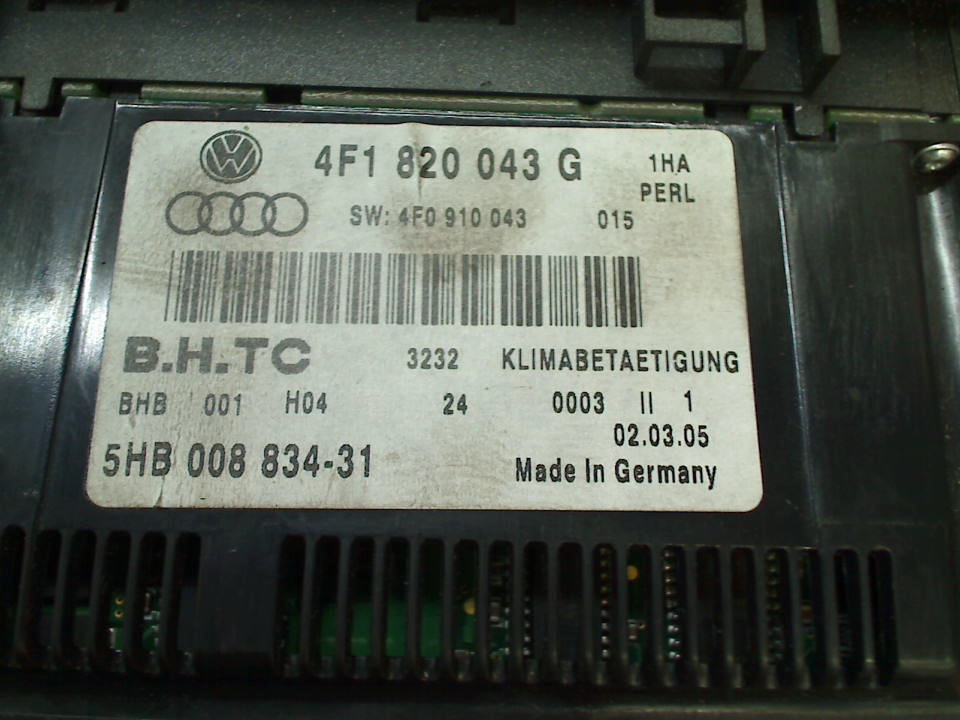 4F1 820 043 G 1HA
PERL
SW: 4F0 910 043 015
B.H.TC 3232 KLIMABETAETIGUNG
BHB 001 H04 24 0003 II 1
02.03.05
5HB 008 834-31 Made In Germany